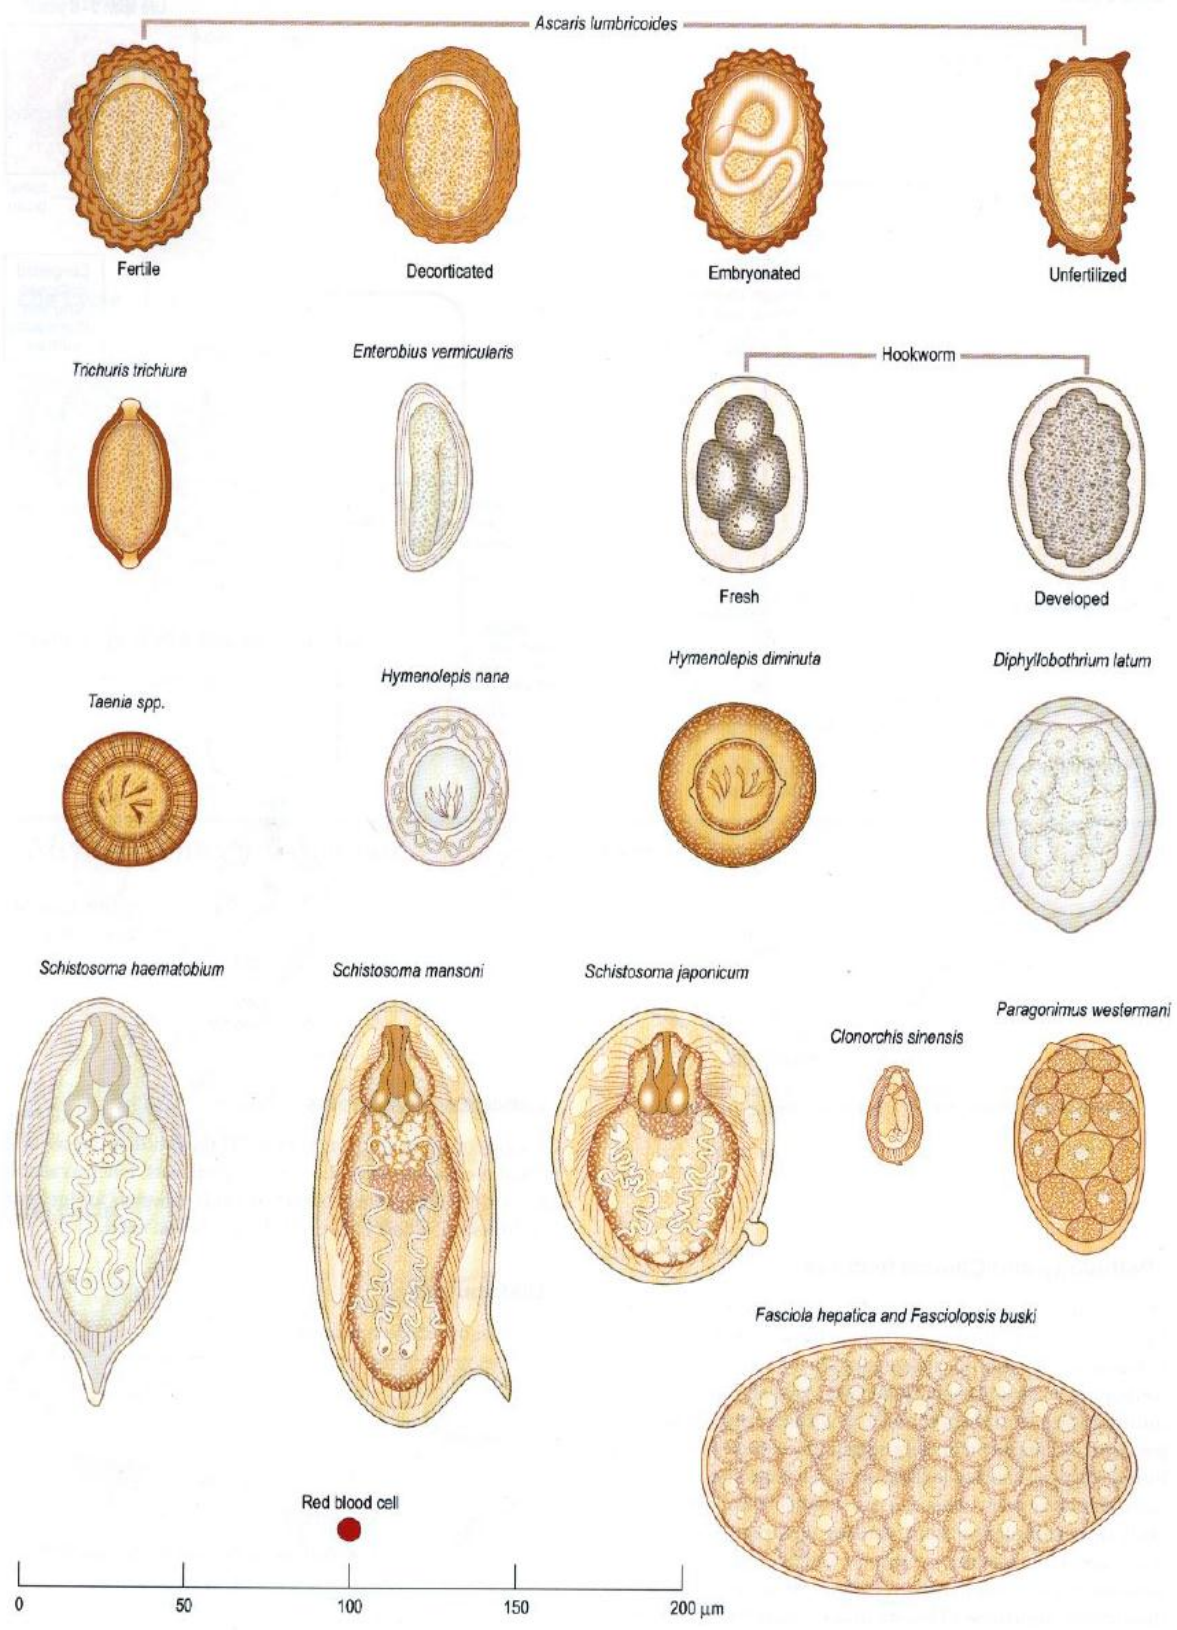 Ascaris lumbricoides
Fertile
Decorticated
Embryonated
Unfertilized
Trichuris trichiura
Enterobius vermicularis
Hookworm
Fresh
Developed
Taenia spp.
Hymenolepis nana
Hymenolepis diminuta
Diphyllobothrium latum
Schistosoma haematobium
Schistosoma mansoni
Schistosoma japonicum
Clonorchis sinensis
Paragonimus westermani
Fasciola hepatica and Fasciolopsis buski
Red blood cell
0 50 100 150 200 µm